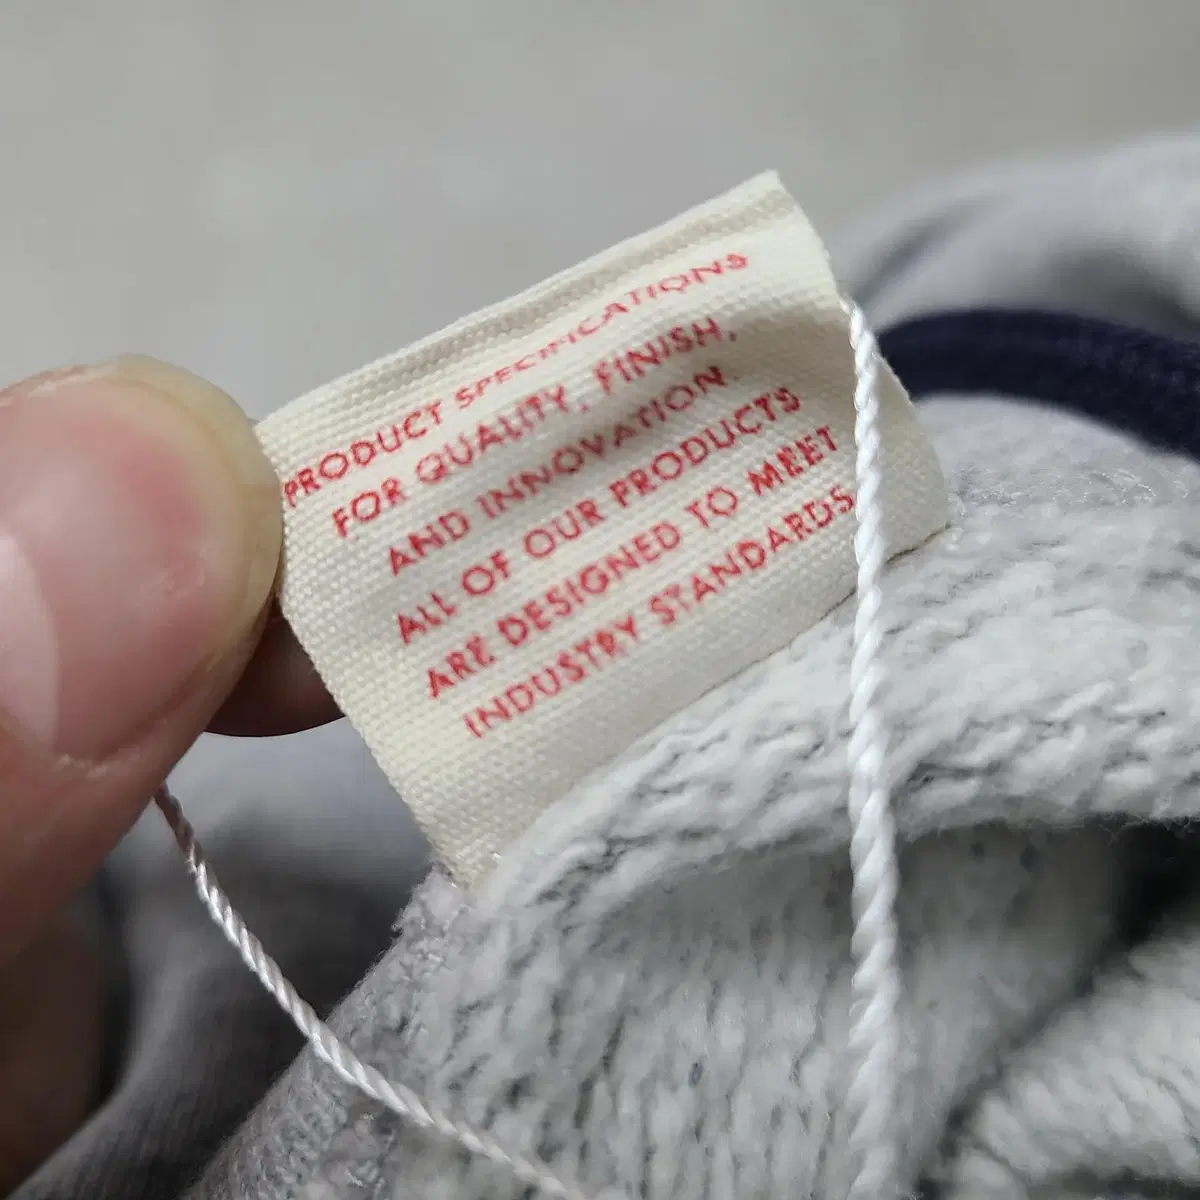 PRODUCT SPECIFICATIONS
FOR QUALITY, FINISH,
AND INNOVATION.
ALL OF OUR PRODUCTS
ARE DESIGNED TO MEET
INDUSTRY STANDARDS.